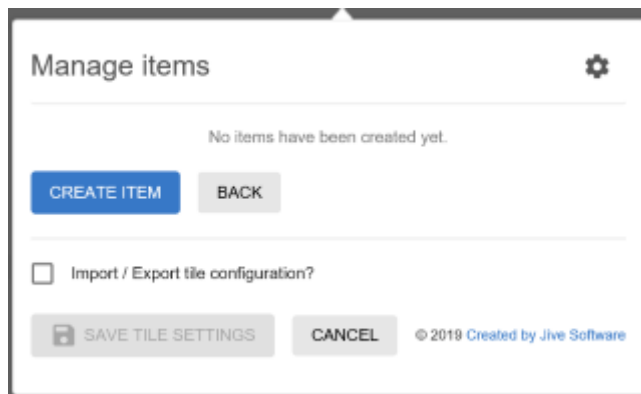 Manage items
No items have been created yet.
CREATE ITEM BACK
Import / Export tile configuration?
SAVE TILE SETTINGS CANCEL © 2019 Created by Jive Software